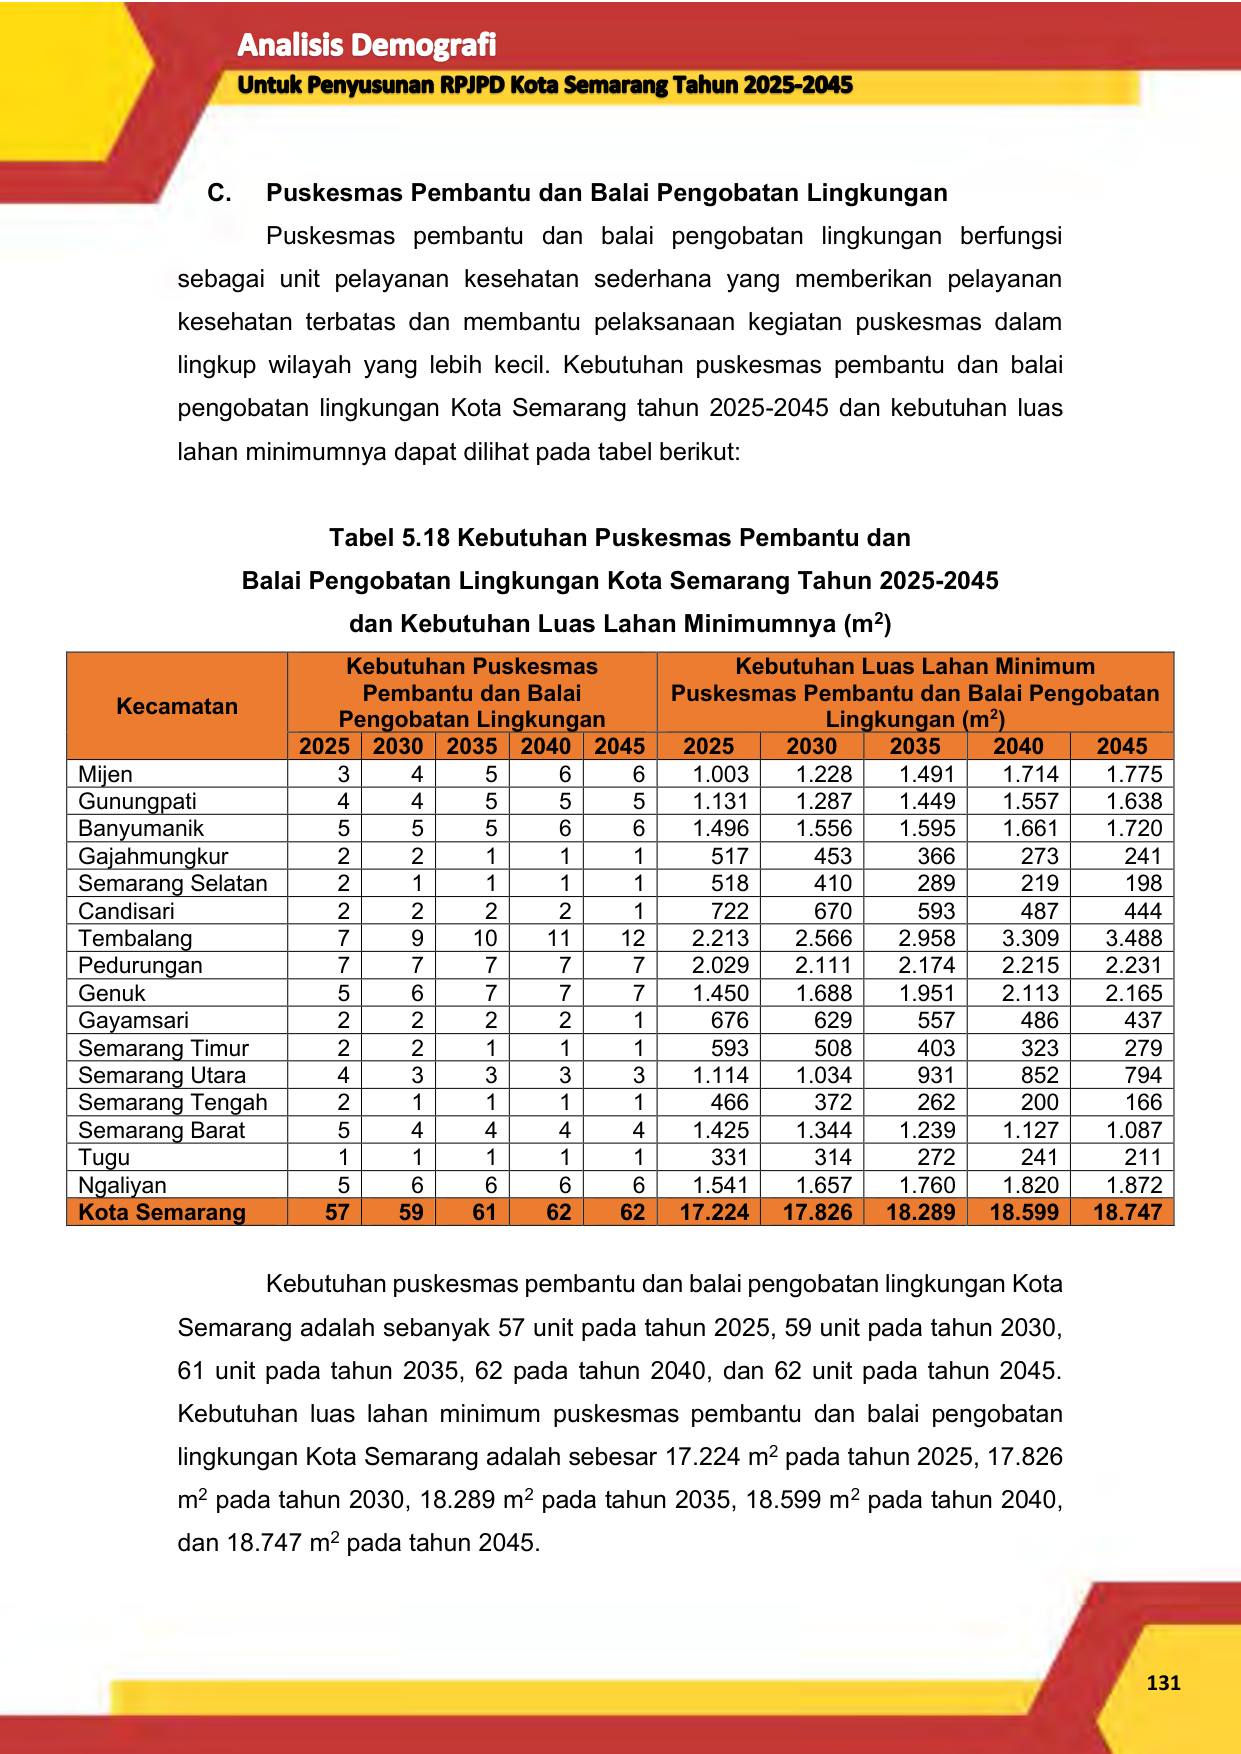 Analisis Demografi
Untuk Penyusunan RPJPD Kota Semarang Tahun 2025-2045
C. Puskesmas Pembantu dan Balai Pengobatan Lingkungan
Puskesmas pembantu dan balai pengobatan lingkungan berfungsi
sebagai unit pelayanan kesehatan sederhana yang memberikan pelayanan
kesehatan terbatas dan membantu pelaksanaan kegiatan puskesmas dalam
lingkup wilayah yang lebih kecil. Kebutuhan puskesmas pembantu dan balai
pengobatan lingkungan Kota Semarang tahun 2025-2045 dan kebutuhan luas
lahan minimumnya dapat dilihat pada tabel berikut:
Tabel 5.18 Kebutuhan Puskesmas Pembantu dan
Balai Pengobatan Lingkungan Kota Semarang Tahun 2025-2045
dan Kebutuhan Luas Lahan Minimumnya (m²)
Kecamatan
Kebutuhan Puskesmas
Pembantu dan Balai
Pengobatan Lingkungan
Kebutuhan Luas Lahan Minimum
Puskesmas Pembantu dan Balai Pengobatan
Lingkungan (m²)
2025 2030 2035 2040 2045 2025 2030 2035 2040 2045
Mijen 3 4 5 6 6 1.003 1.228 1.491 1.714 1.775
Gunungpati 4 4 5 5 5 1.131 1.287 1.449 1.557 1.638
Banyumanik 5 5 5 6 6 1.496 1.556 1.595 1.661 1.720
Gajahmungkur 2 2 1 1 1 517 453 366 273 241
Semarang Selatan 2 1 1 1 1 518 410 289 219 198
Candisari 2 2 2 2 1 722 670 593 487 444
Tembalang 7 9 10 11 12 2.213 2.566 2.958 3.309 3.488
Pedurungan 7 7 7 7 7 2.029 2.111 2.174 2.215 2.231
Genuk 5 6 7 7 7 1.450 1.688 1.951 2.113 2.165
Gayamsari 2 2 2 2 1 676 629 557 486 437
Semarang Timur 2 2 1 1 1 593 508 403 323 279
Semarang Utara 4 3 3 3 3 1.114 1.034 931 852 794
Semarang Tengah 2 1 1 1 1 466 372 262 200 166
Semarang Barat 5 4 4 4 4 1.425 1.344 1.239 1.127 1.087
Tugu 1 1 1 1 1 331 314 272 241 211
Ngaliyan 5 6 6 6 6 1.541 1.657 1.760 1.820 1.872
Kota Semarang 57 59 61 62 62 17.224 17.826 18.289 18.599 18.747
Kebutuhan puskesmas pembantu dan balai pengobatan lingkungan Kota
Semarang adalah sebanyak 57 unit pada tahun 2025, 59 unit pada tahun 2030,
61 unit pada tahun 2035, 62 pada tahun 2040, dan 62 unit pada tahun 2045.
Kebutuhan luas lahan minimum puskesmas pembantu dan balai pengobatan
lingkungan Kota Semarang adalah sebesar 17.224 m² pada tahun 2025, 17.826
m² pada tahun 2030, 18.289 m² pada tahun 2035, 18.599 m² pada tahun 2040,
dan 18.747 m² pada tahun 2045.
131